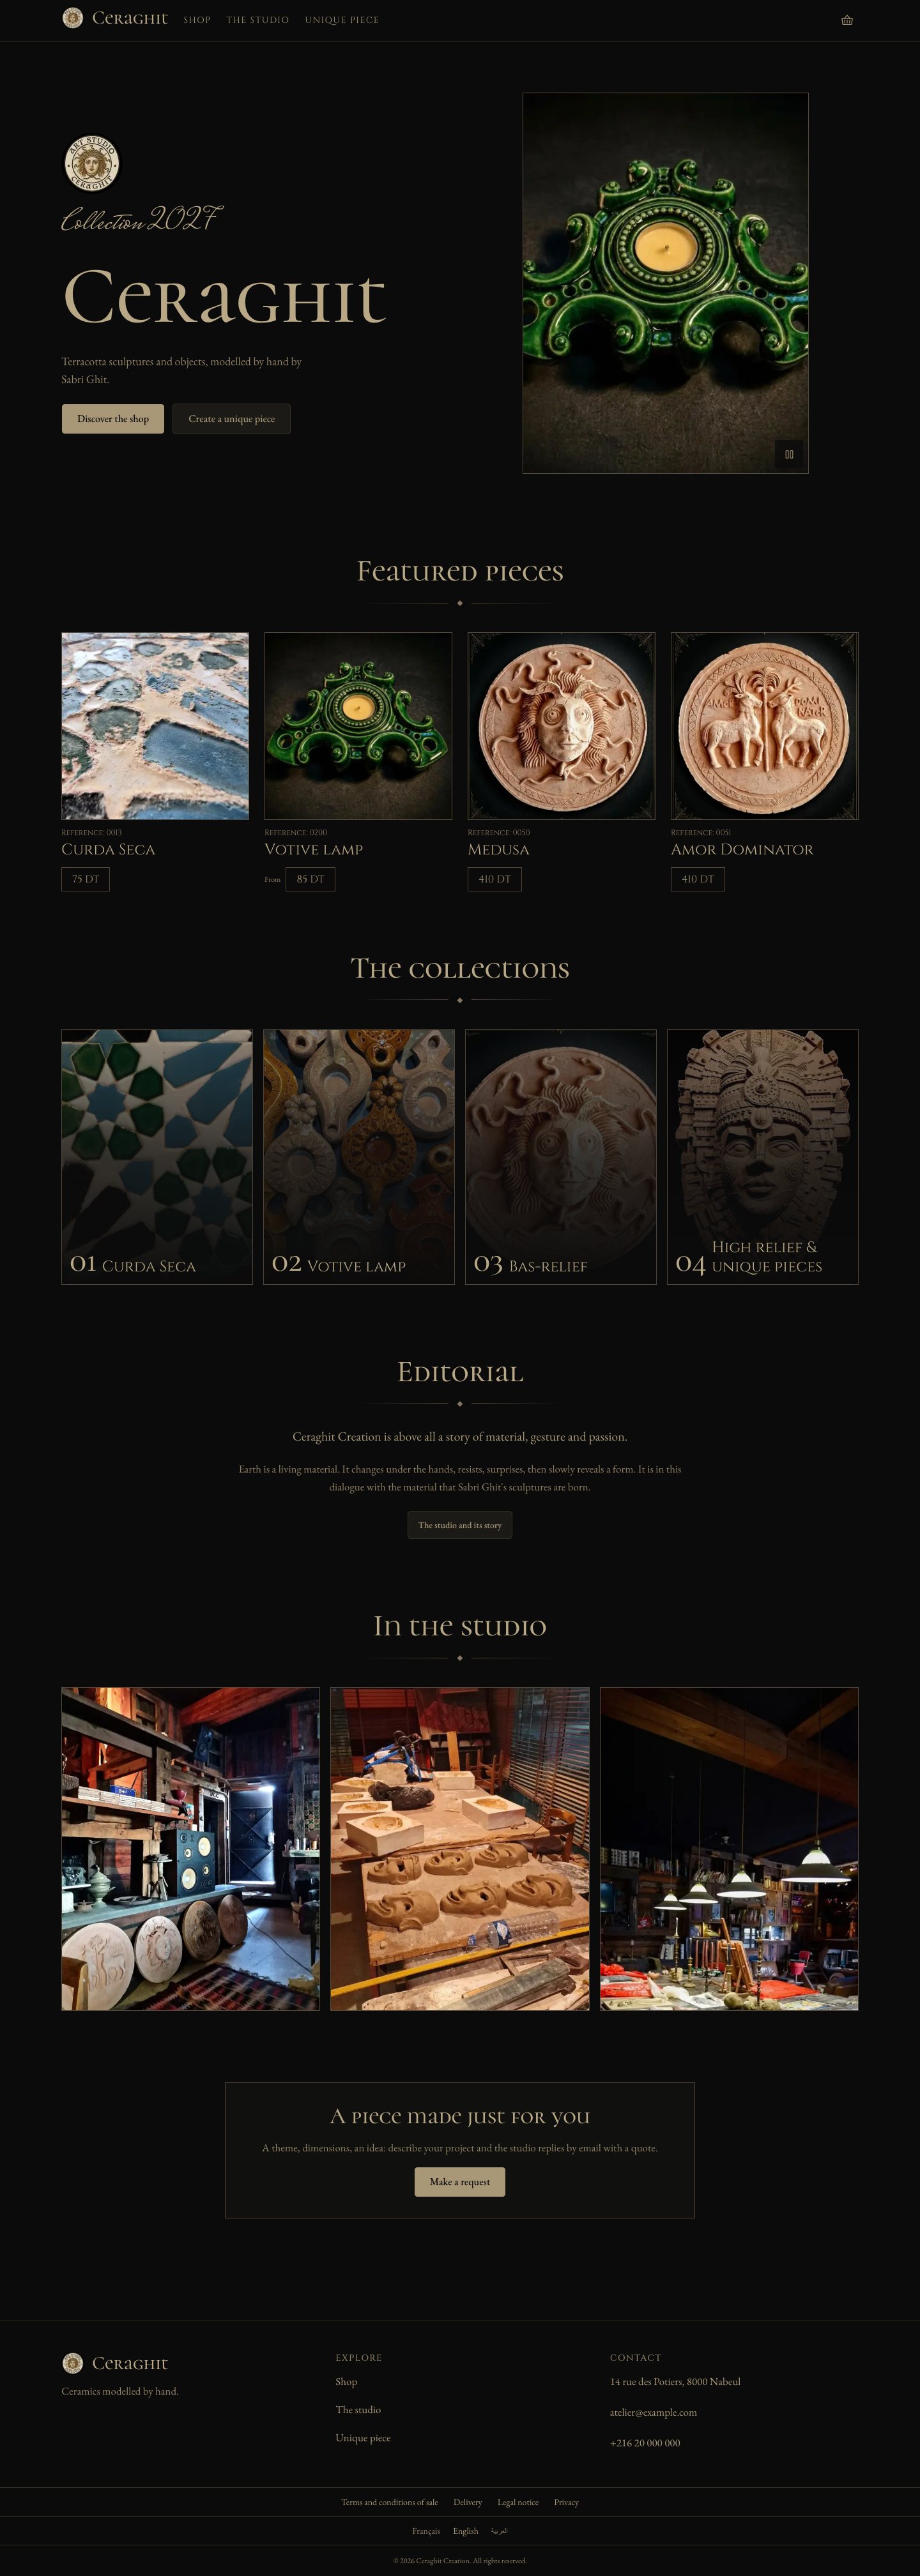 Ceraghit
SHOP
THE STUDIO
UNIQUE PIECE
ART STUDIO
CERAGHIT
Collection 2027
Ceraghit
Terracotta sculptures and objects, modelled by hand by
Sabri Ghit.
Discover the shop
Create a unique piece
Featured pieces
Reference: 0013
Curda Seca
75 DT
Reference: 0200
Votive lamp
From
85 DT
Reference: 0050
Medusa
410 DT
AMOR DOMI
NATOR
Reference: 0051
Amor Dominator
410 DT
The collections
01 Curda Seca
02 Votive lamp
03 Bas-relief
04 High relief &
unique pieces
Editorial
Ceraghit Creation is above all a story of material, gesture and passion.
Earth is a living material. It changes under the hands, resists, surprises, then slowly reveals a form. It is in this
dialogue with the material that Sabri Ghit's sculptures are born.
The studio and its story
In the studio
A piece made just for you
A theme, dimensions, an idea: describe your project and the studio replies by email with a quote.
Make a request
Ceraghit
Ceramics modelled by hand.
EXPLORE
Shop
The studio
Unique piece
CONTACT
14 rue des Potiers, 8000 Nabeul
atelier@example.com
+216 20 000 000
Terms and conditions of sale
Delivery
Legal notice
Privacy
Français
English
العربية
© 2026 Ceraghit Creation. All rights reserved.